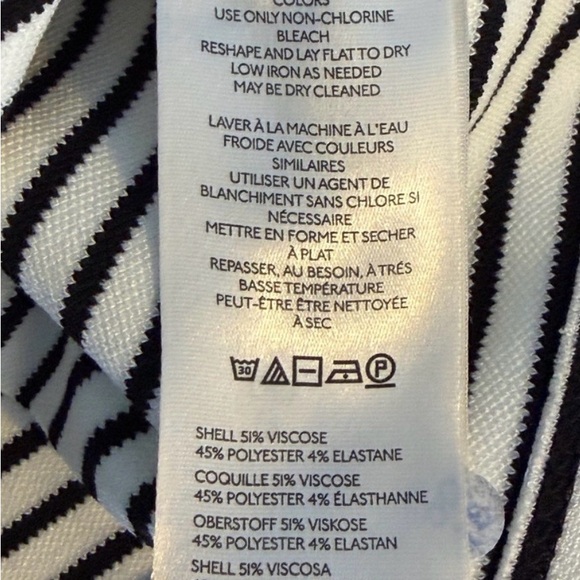 COLORS
USE ONLY NON-CHLORINE
BLEACH
RESHAPE AND LAY FLAT TO DRY
LOW IRON AS NEEDED
MAY BE DRY CLEANED
LAVER À LA MACHINE À L'EAU
FROIDE AVEC COULEURS
SIMILAIRES
UTILISER UN AGENT DE
BLANCHIMENT SANS CHLORE SI
NÉCESSAIRE
METTRE EN FORME ET SECHER
À PLAT
REPASSER, AU BESOIN, À TRÉS
BASSE TEMPÉRATURE
PEUT-ÊTRE ÊTRE NETTOYÉE
À SEC
30 P
SHELL 51% VISCOSE
45% POLYESTER 4% ELASTANE
COQUILLE 51% VISCOSE
45% POLYESTER 4% ÉLASTHANNE
OBERSTOFF 51% VISKOSE
45% POLYESTER 4% ELASTAN
SHELL 51% VISCOSA